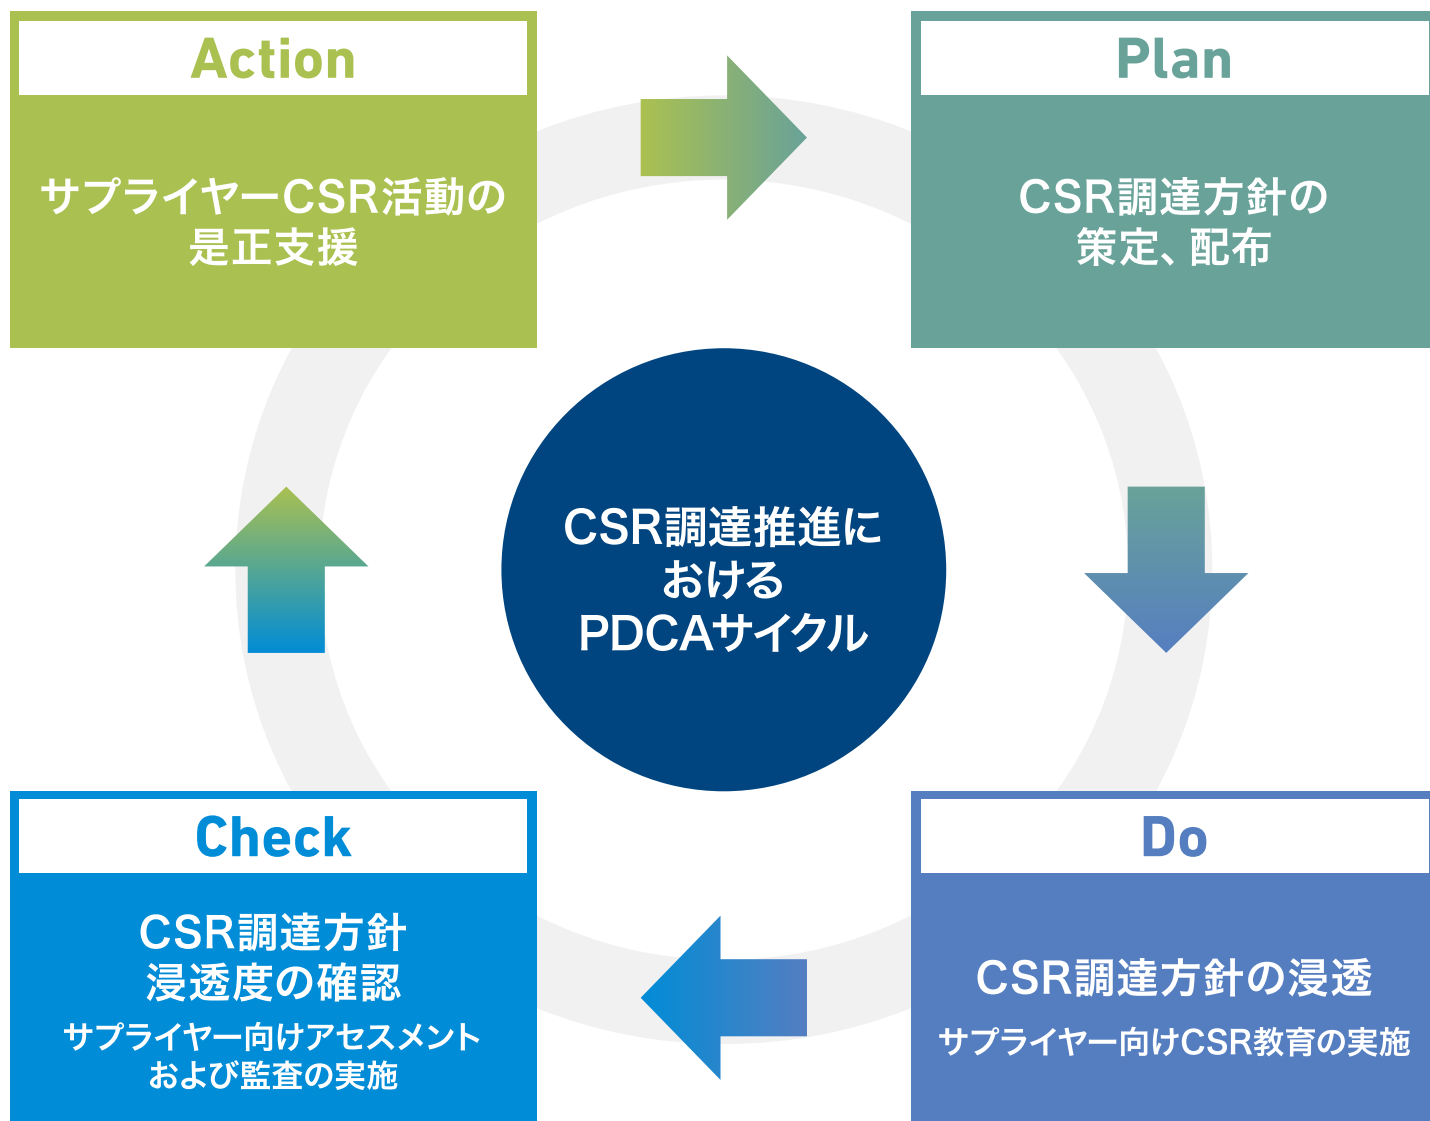 Action
サプライヤーCSR活動の
是正支援
Plan
CSR調達方針の
策定、配布
CSR調達推進に
おける
PDCAサイクル
Check
CSR調達方針
浸透度の確認
サプライヤー向けアセスメント
および監査の実施
Do
CSR調達方針の浸透
サプライヤー向けCSR教育の実施